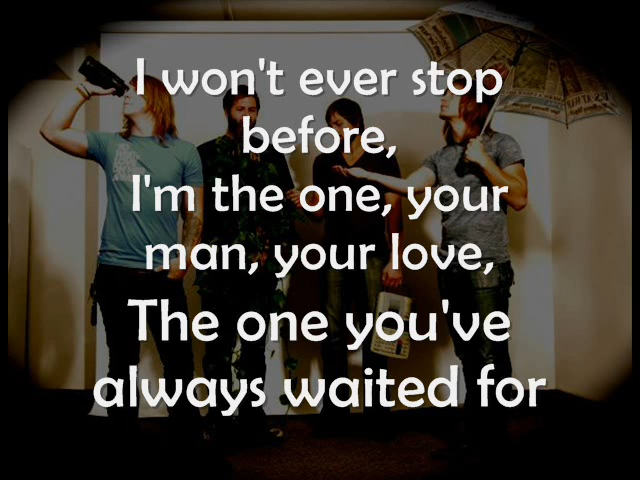 I won't ever stop
before,
I'm the one, your
man, your love,
The one you've
always waited for